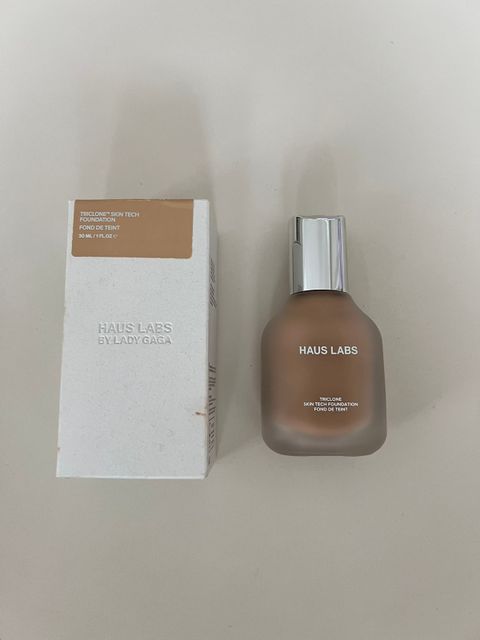 TRICLONE™ SKIN TECH
FOUNDATION
FOND DE TEINT
30 ML / 1 FL.OZ ℮
HAUS LABS
BY LADY GAGA
HAUS LABS
TRICLONE
SKIN TECH FOUNDATION
FOND DE TEINT